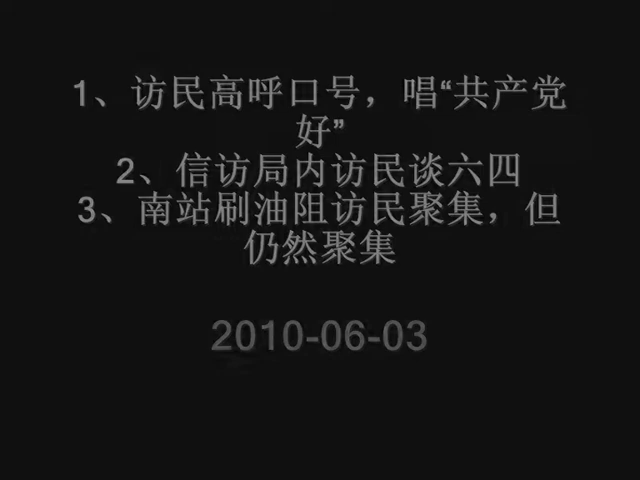 1、访民高呼口号，唱“共产党
好”
2、信访局内访民谈六四
3、南站刷油阻访民聚集，但
仍然聚集
2010-06-03